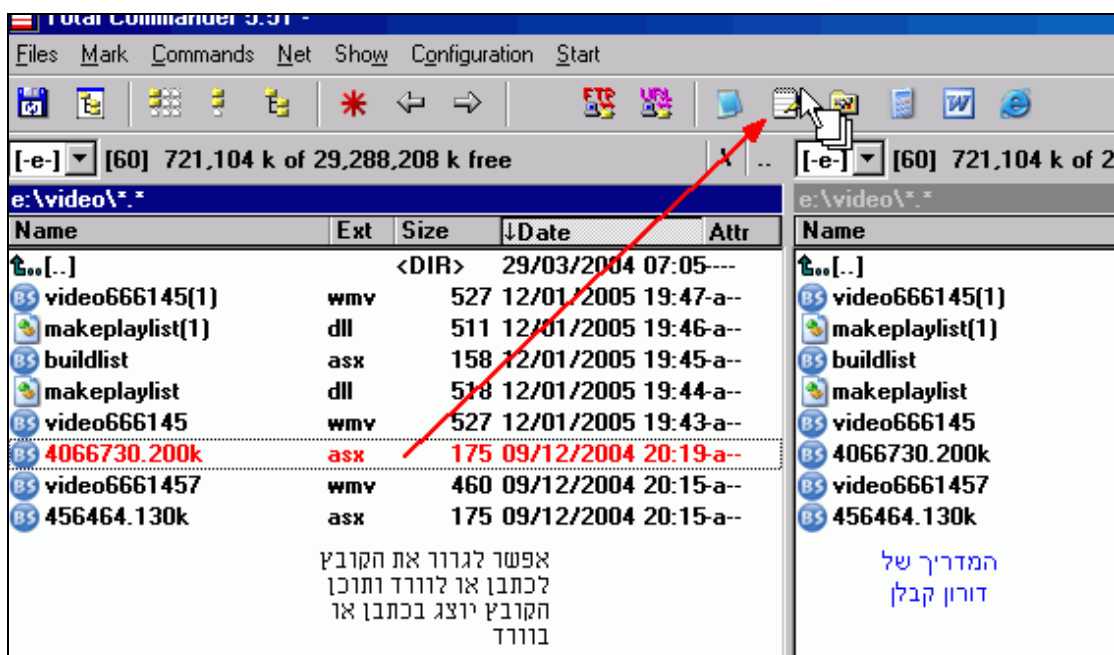 Total Commander 5.51 -
Files Mark Commands Net Show Configuration Start
FTP URL
W
[-e-] [60] 721,104 k of 29,288,208 k free \ .. [-e-] [60] 721,104 k of 2
e:\video\*.* e:\video\*.*
Name Ext Size ↓Date Attr Name
[..] <DIR> 29/03/2004 07:05 ---- [..]
video666145(1) wmv 527 12/01/2005 19:47 -a-- video666145(1)
makeplaylist(1) dll 511 12/01/2005 19:46 -a-- makeplaylist(1)
buildlist asx 158 12/01/2005 19:45 -a-- buildlist
makeplaylist dll 518 12/01/2005 19:44 -a-- makeplaylist
video666145 wmv 527 12/01/2005 19:43 -a-- video666145
4066730.200k asx 175 09/12/2004 20:19 -a-- 4066730.200k
video6661457 wmv 460 09/12/2004 20:15 -a-- video6661457
456464.130k asx 175 09/12/2004 20:15 -a-- 456464.130k
אפשר לגרור את הקובץ
לכתבן או לוורד ותוכן
הקובץ יוצג בכתבן או
בוורד
המדריך של
דורון קבלן